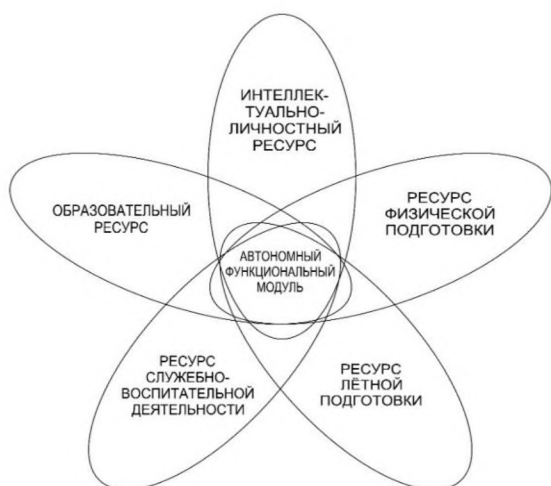 ИНТЕЛЛЕК-
ТУАЛЬНО-
ЛИЧНОСТНЫЙ
РЕСУРС
ОБРАЗОВАТЕЛЬНЫЙ
РЕСУРС
РЕСУРС
ФИЗИЧЕСКОЙ
ПОДГОТОВКИ
АВТОНОМНЫЙ
ФУНКЦИОНАЛЬНЫЙ
МОДУЛЬ
РЕСУРС
СЛУЖЕБНО-
ВОСПИТАТЕЛЬНОЙ
ДЕЯТЕЛЬНОСТИ
РЕСУРС
ЛЁТНОЙ
ПОДГОТОВКИ